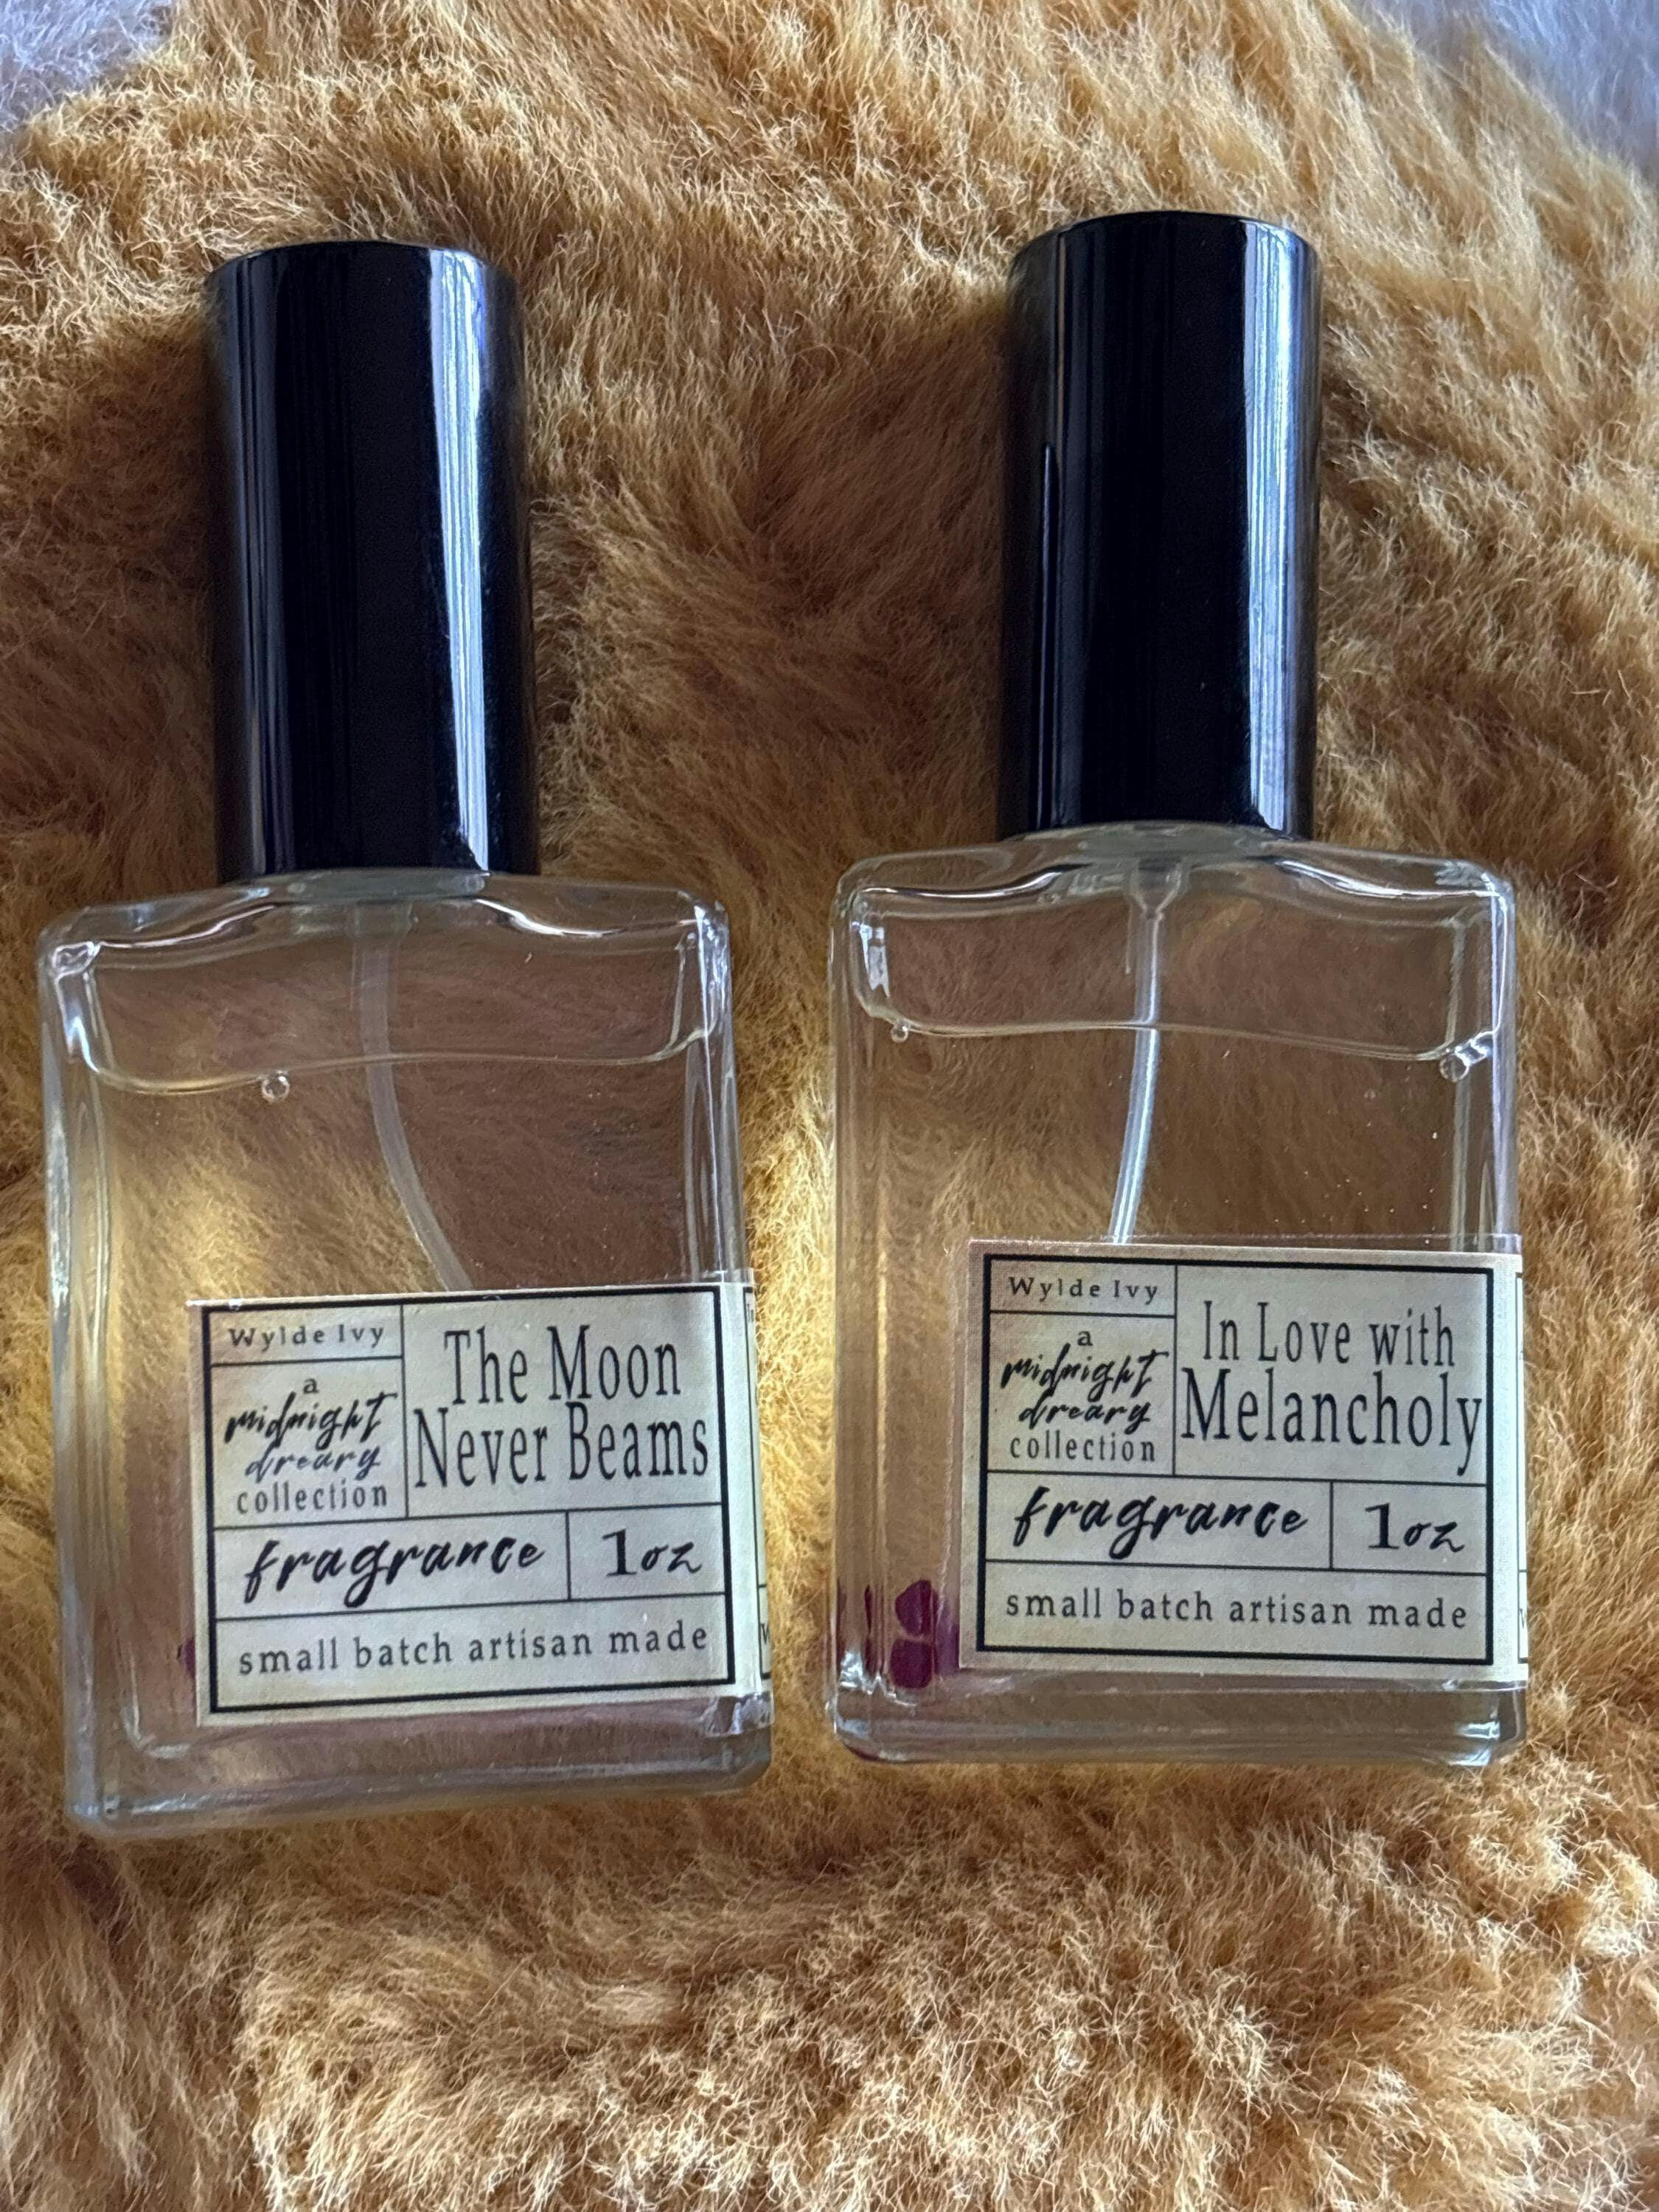 Wylde Ivy
a
midnight
dreary
collection
The Moon
Never Beams
fragrance
1oz
small batch artisan made
Wylde Ivy
a
midnight
dreary
collection
In Love with
Melancholy
fragrance
1oz
small batch artisan made